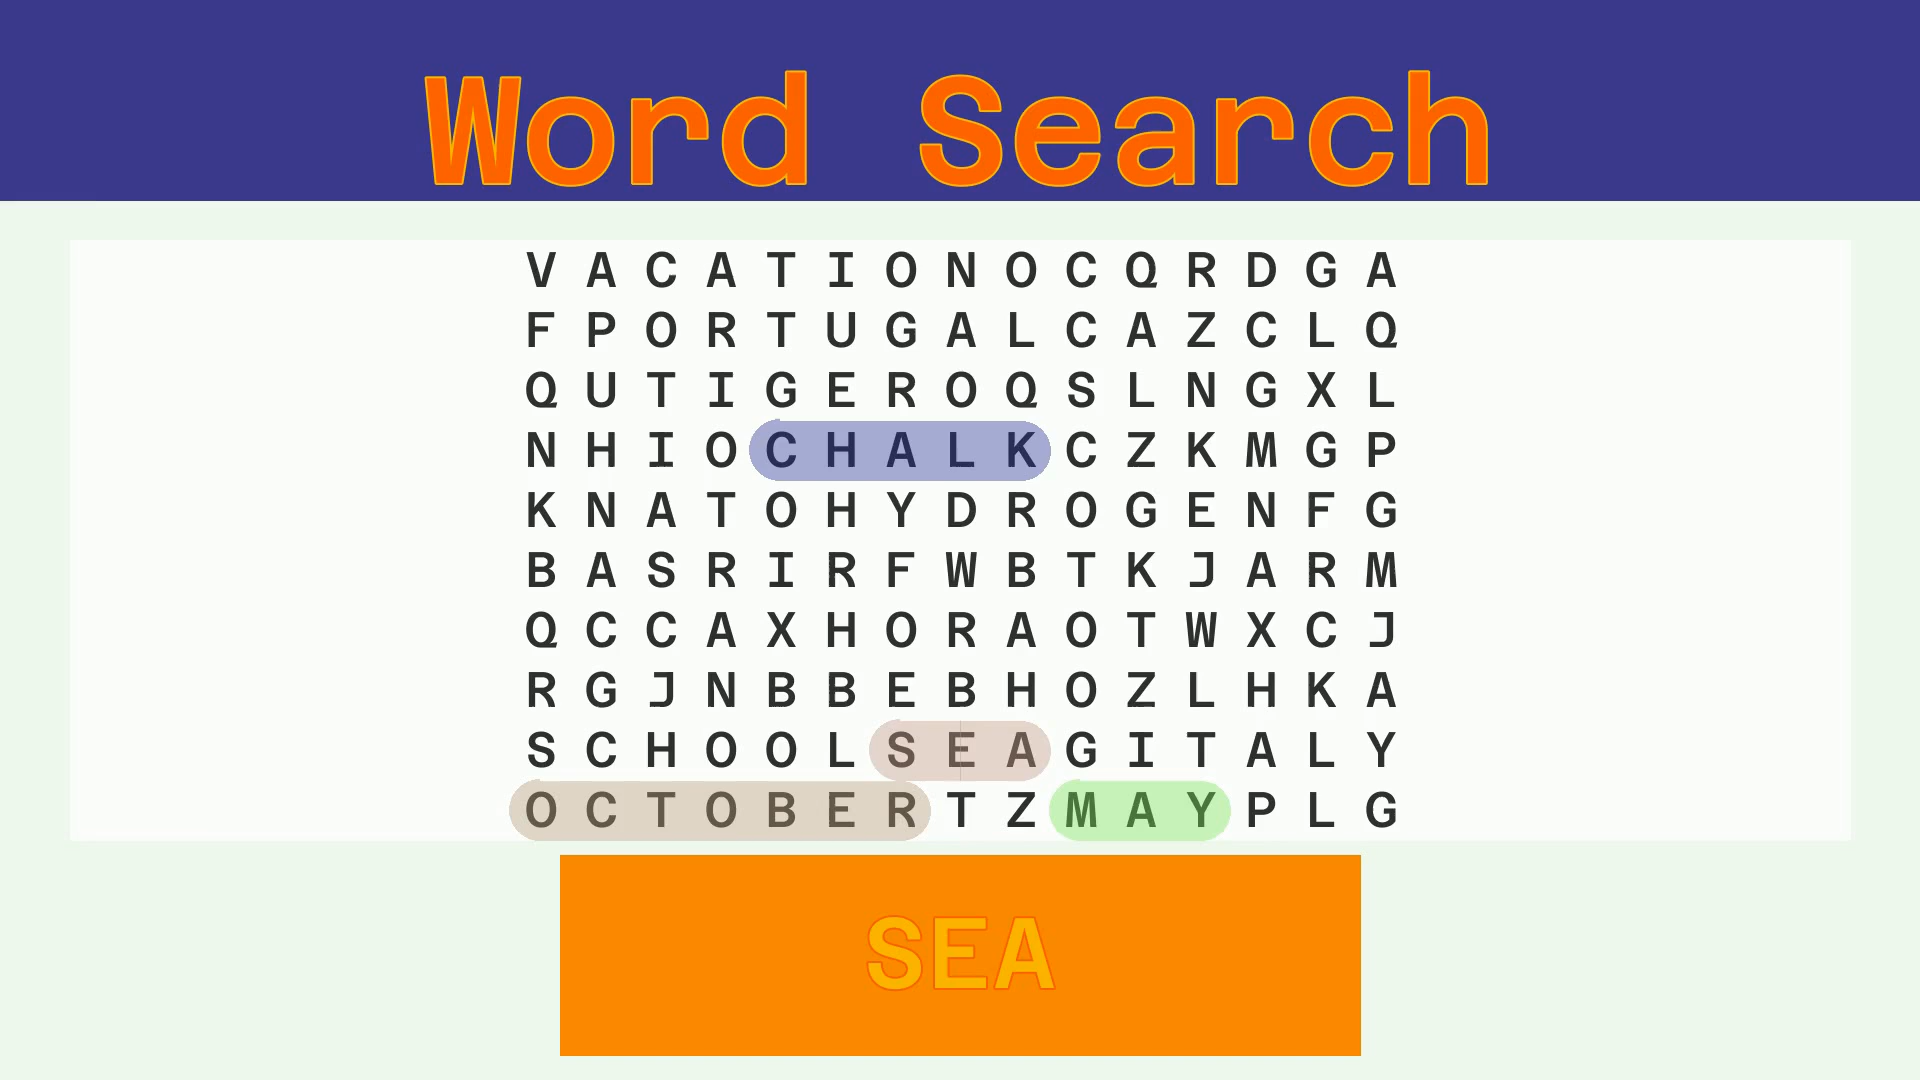 Word Search
V A C A T I O N O C Q R D G A
F P O R T U G A L C A Z C L Q
Q U T I G E R O Q S L N G X L
N H I O C H A L K C Z K M G P
K N A T O H Y D R O G E N F G
B A S R I R F W B T K J A R M
Q C C A X H O R A O T W X C J
R G J N B B E B H O Z L H K A
S C H O O L S E A G I T A L Y
O C T O B E R T Z M A Y P L G
SEA